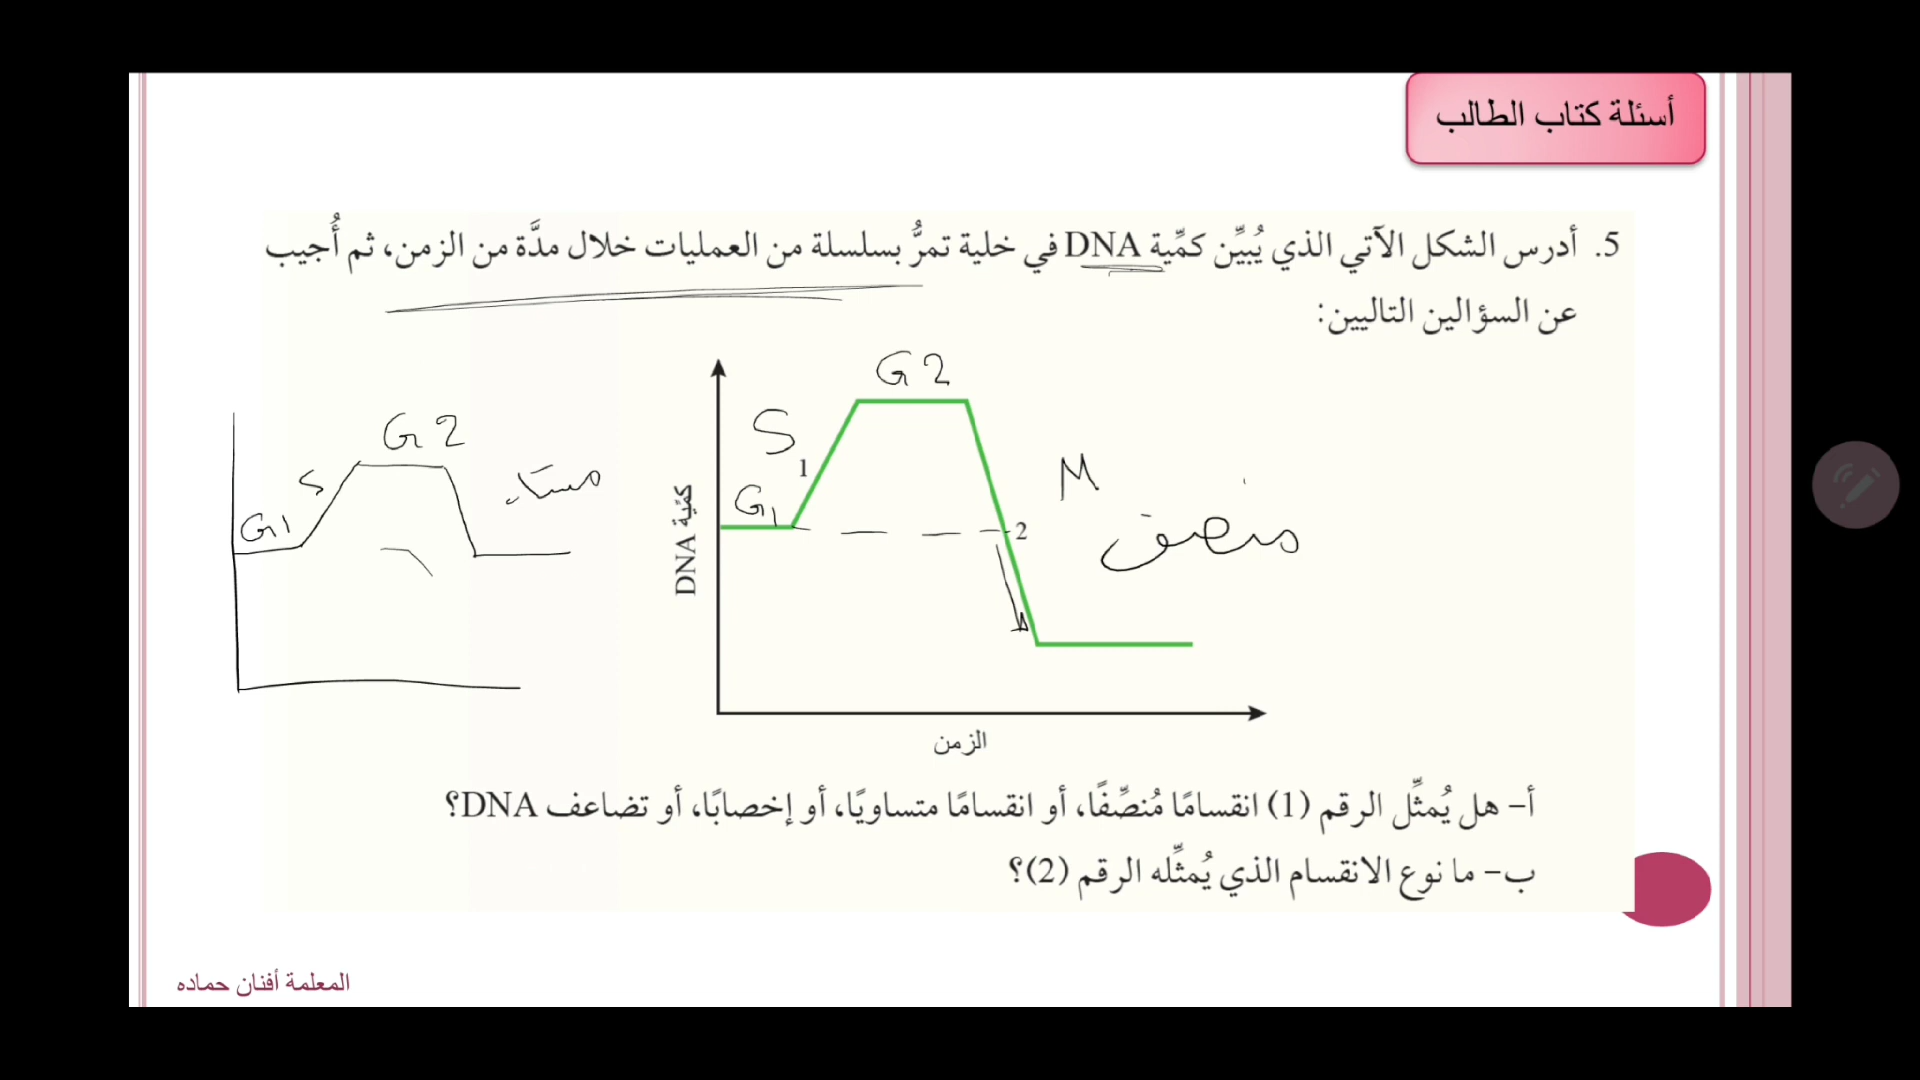 أسئلة كتاب الطالب
5. أدرس الشكل الآتي الذي يُبيِّن كمِّية DNA في خلية تمرُّ بسلسلة من العمليات خلال مدَّة من الزمن، ثم أُجيب
عن السؤالين التاليين:
G2
S
1
G1
M
2
منصف
كمِّية DNA
الزمن
G2
S
G1
أ- هل يُمثِّل الرقم (1) انقسامًا مُنصِّفًا، أو انقسامًا متساويًا، أو إخصابًا، أو تضاعف DNA؟
ب- ما نوع الانقسام الذي يُمثِّله الرقم (2)؟
المعلمة أفنان حماده